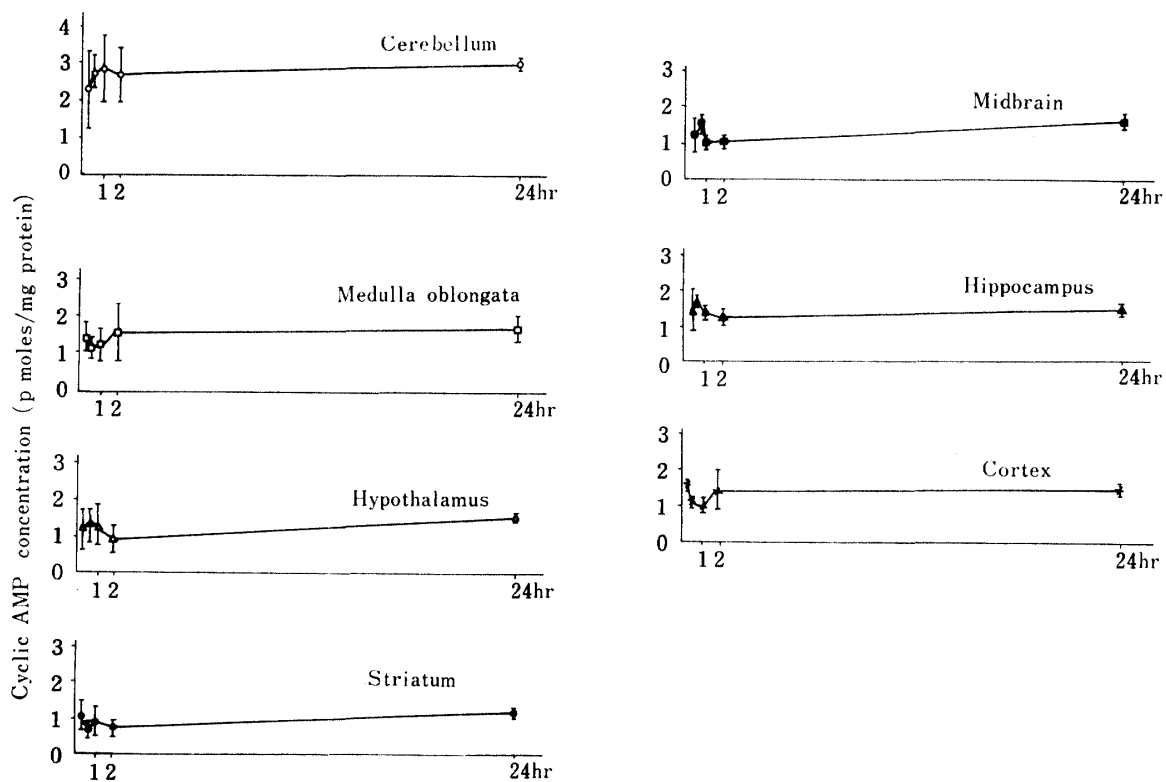 Cyclic AMP concentration (p moles/mg protein)
4
3
2
1
0
Cerebellum
1 2
24hr
3
2
1
0
Medulla oblongata
1 2
24hr
3
2
1
0
Hypothalamus
1 2
24hr
3
2
1
0
Striatum
1 2
24hr
3
2
1
0
Midbrain
1 2
24hr
3
2
1
0
Hippocampus
1 2
24hr
3
2
1
0
Cortex
1 2
24hr